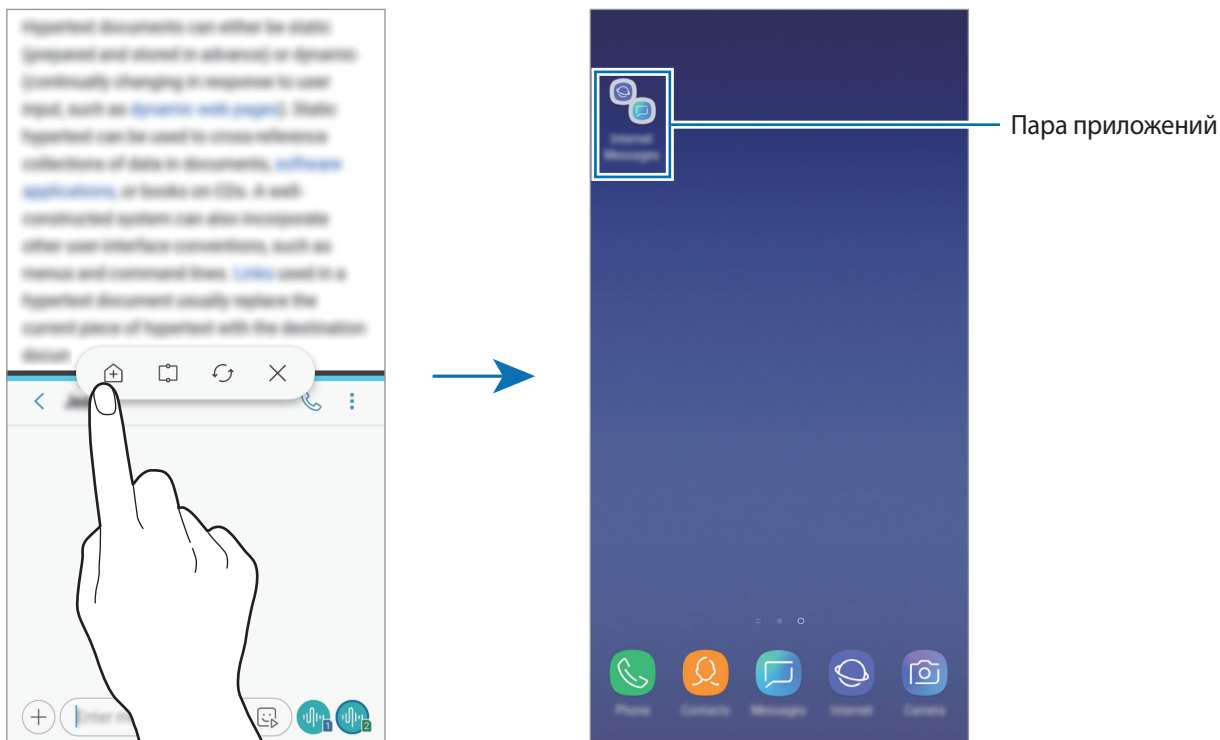 Hypertext documents can either be static
(prepared and stored in advance) or dynamic
(continually changing in response to user
input, such as dynamic web pages). Static
hypertext can be used to cross-reference
collections of data in documents, software
applications, or books on CDs. A well-
constructed system can also incorporate
other user-interface conventions, such as
menus and command lines. Links used in a
hypertext document usually replace the
current piece of hypertext with the destination
docun
Enter
1
2
Internet
Messages
Пара приложений
Phone
Contacts
Messages
Internet
Camera